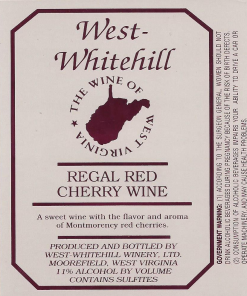 West-
Whitehill
★ THE WINE OF WEST VIRGINIA ★
REGAL RED
CHERRY WINE
A sweet wine with the flavor and aroma
of Montmorency red cherries.
PRODUCED AND BOTTLED BY
WEST-WHITEHILL WINERY, LTD.
MOOREFIELD, WEST VIRGINIA
11% ALCOHOL BY VOLUME
CONTAINS SULFITES
GOVERNMENT WARNING: (1) ACCORDING TO THE SURGEON GENERAL, WOMEN SHOULD NOT
DRINK ALCOHOLIC BEVERAGES DURING PREGNANCY BECAUSE OF THE RISK OF BIRTH DEFECTS.
(2) CONSUMPTION OF ALCOHOLIC BEVERAGES IMPAIRS YOUR ABILITY TO DRIVE A CAR OR
OPERATE MACHINERY, AND MAY CAUSE HEALTH PROBLEMS.